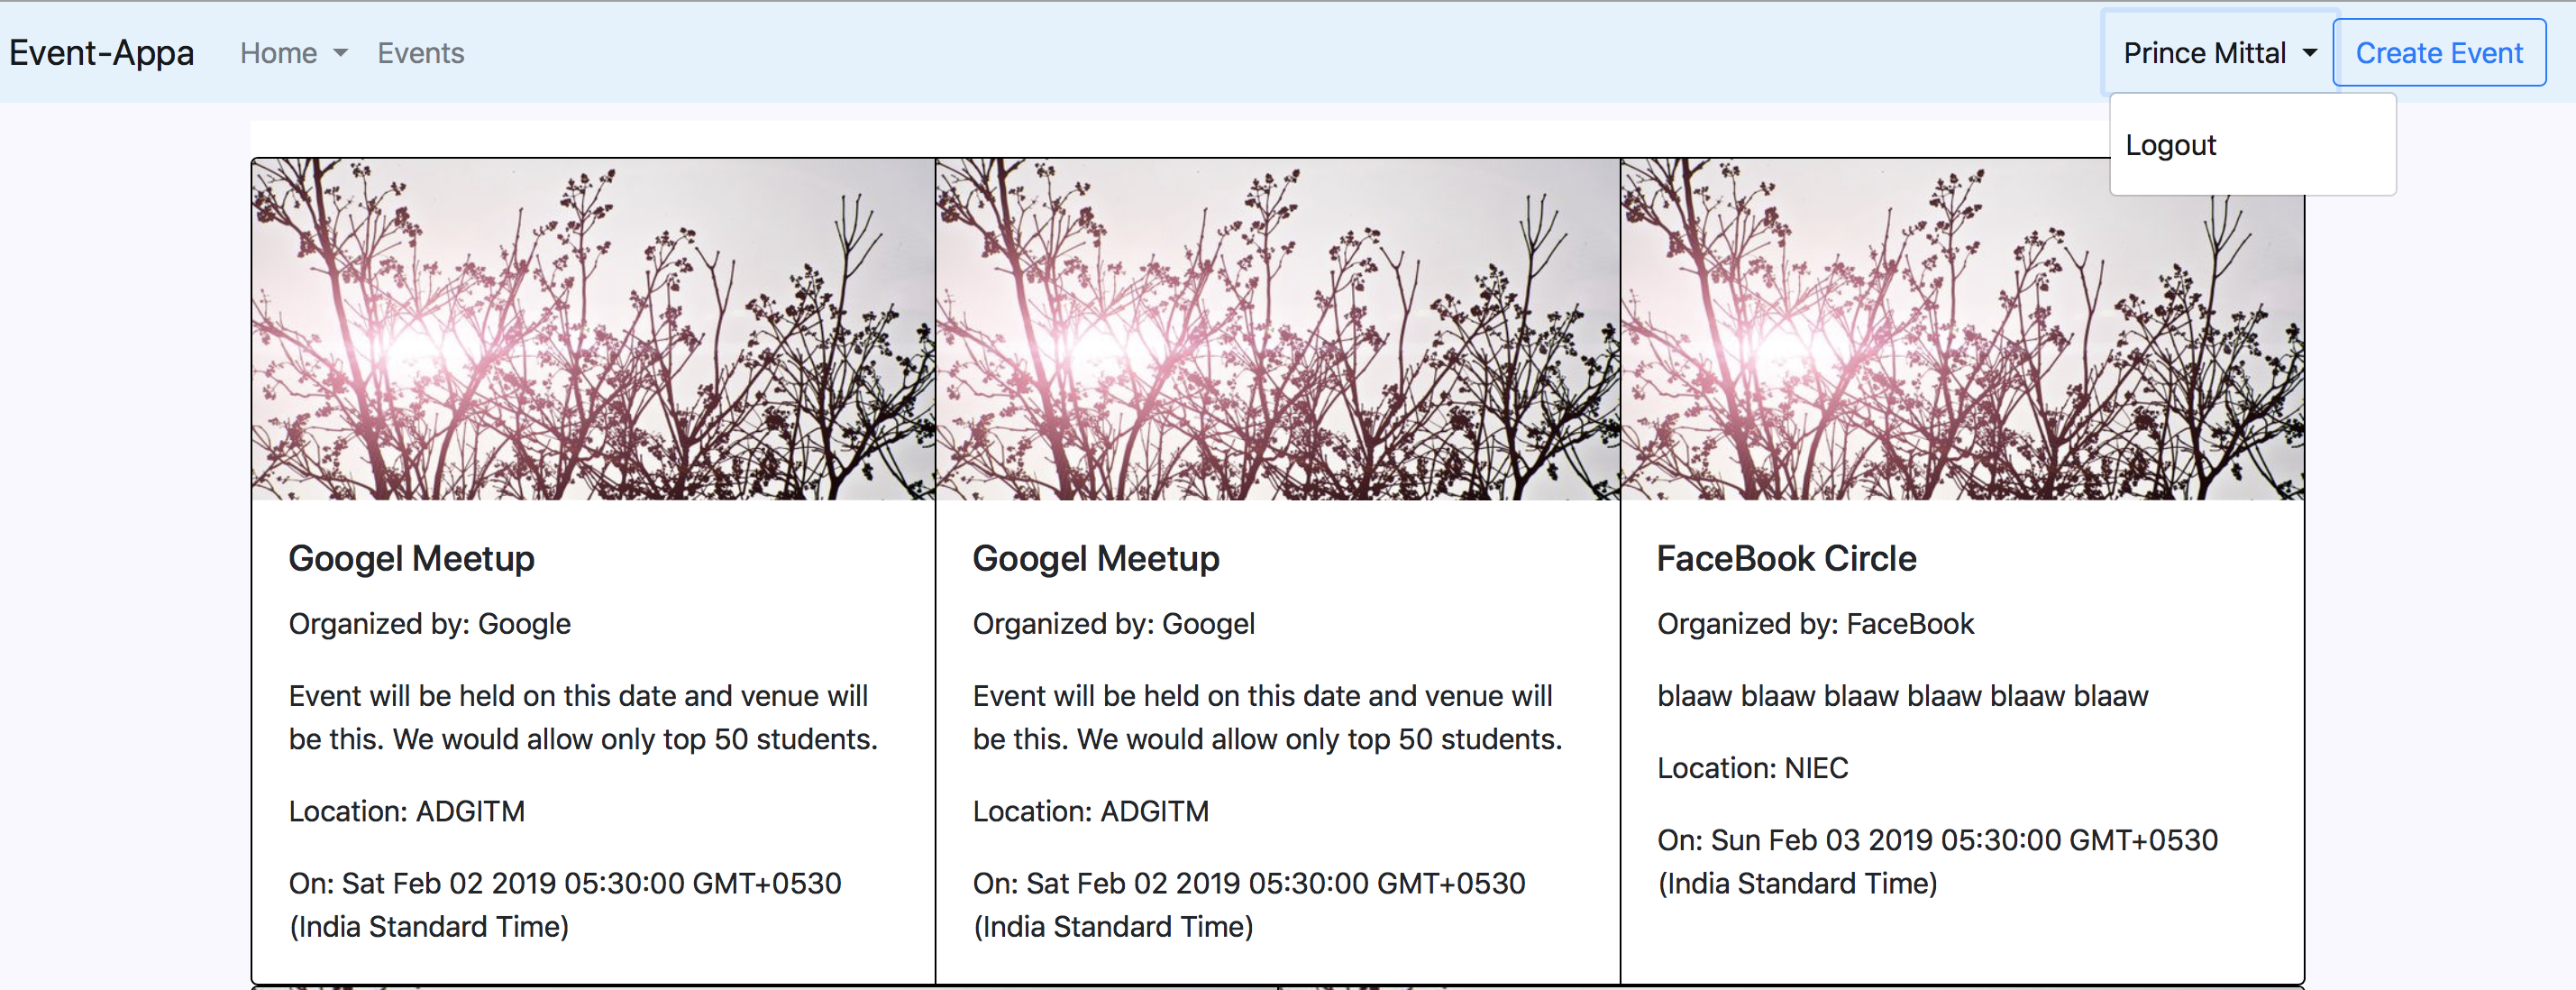 Event-Appa Home Events Prince Mittal Create Event
Logout
Googel Meetup
Organized by: Google
Event will be held on this date and venue will
be this. We would allow only top 50 students.
Location: ADGITM
On: Sat Feb 02 2019 05:30:00 GMT+0530
(India Standard Time)
Googel Meetup
Organized by: Googel
Event will be held on this date and venue will
be this. We would allow only top 50 students.
Location: ADGITM
On: Sat Feb 02 2019 05:30:00 GMT+0530
(India Standard Time)
FaceBook Circle
Organized by: FaceBook
blaaw blaaw blaaw blaaw blaaw blaaw
Location: NIEC
On: Sun Feb 03 2019 05:30:00 GMT+0530
(India Standard Time)